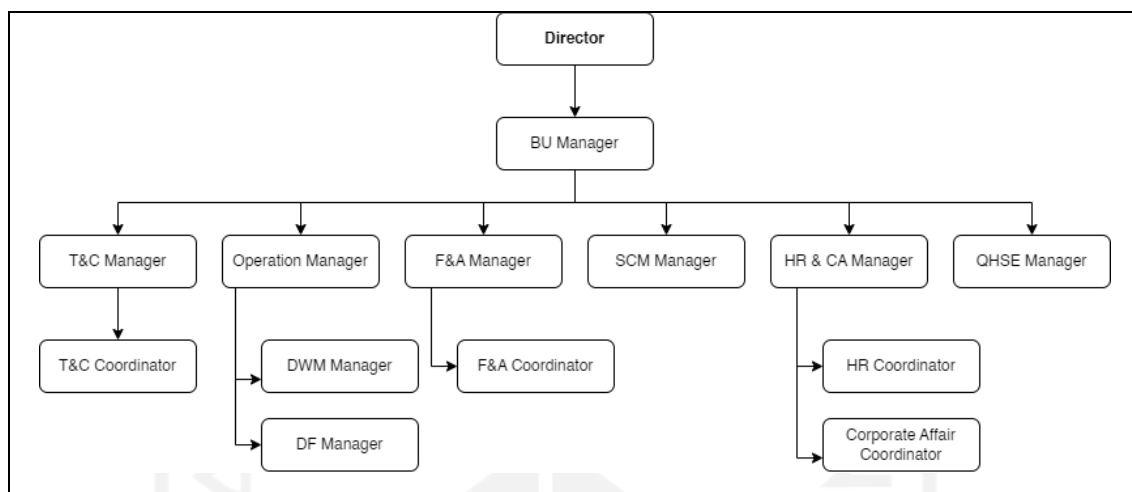 Director
BU Manager
T&C Manager
Operation Manager
F&A Manager
SCM Manager
HR & CA Manager
QHSE Manager
T&C Coordinator
DWM Manager
F&A Coordinator
HR Coordinator
DF Manager
Corporate Affair
Coordinator